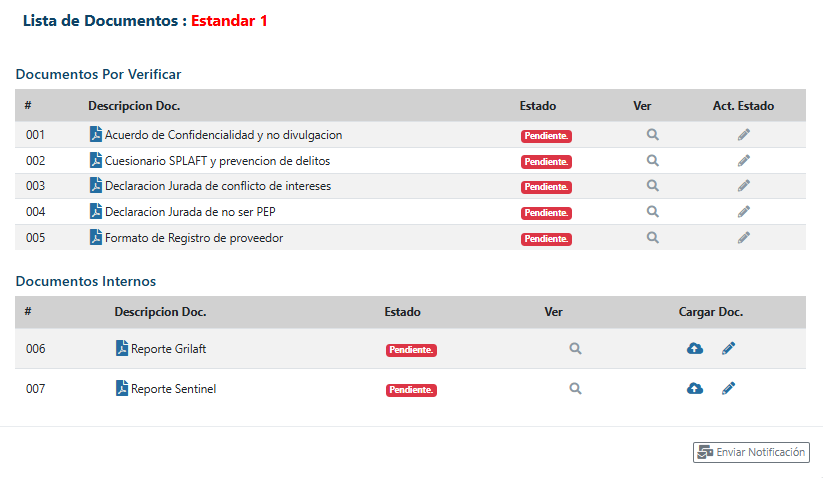 Lista de Documentos : Estandar 1
Documentos Por Verificar
# Descripcion Doc. Estado Ver Act. Estado
001 Acuerdo de Confidencialidad y no divulgacion Pendiente.
002 Cuesionario SPLAFT y prevencion de delitos Pendiente.
003 Declaracion Jurada de conflicto de intereses Pendiente.
004 Declaracion Jurada de no ser PEP Pendiente.
005 Formato de Registro de proveedor Pendiente.
Documentos Internos
# Descripcion Doc. Estado Ver Cargar Doc.
006 Reporte Grilaft Pendiente.
007 Reporte Sentinel Pendiente.
Enviar Notificación